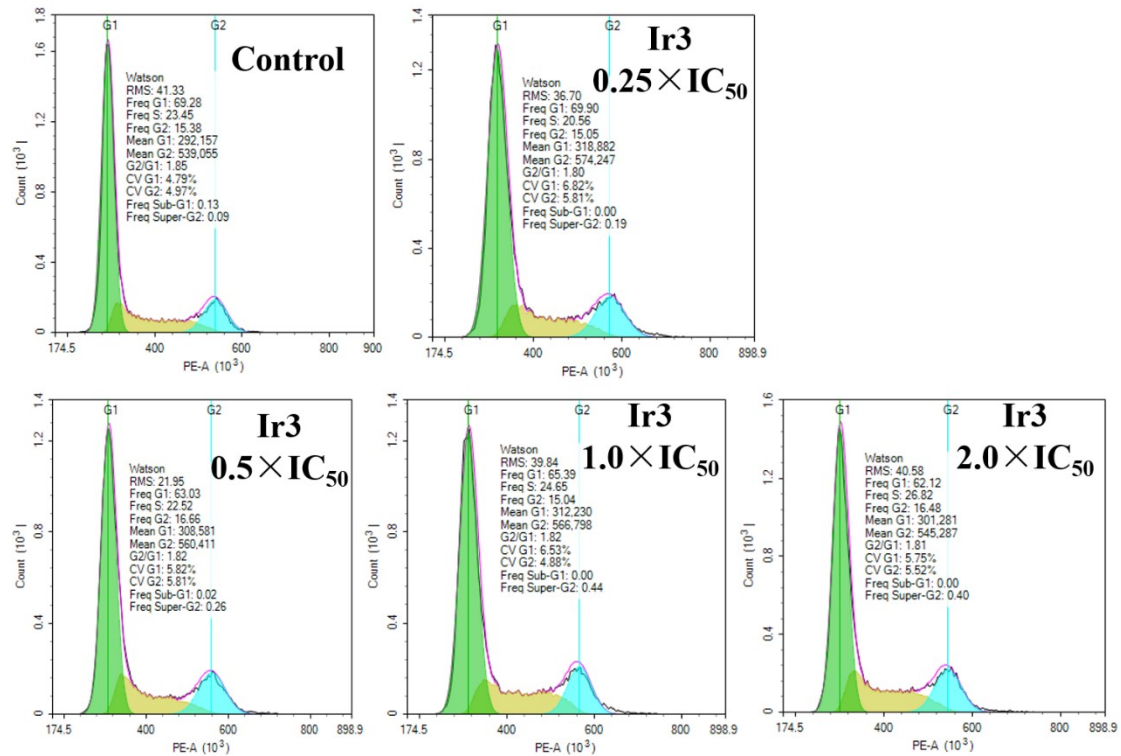 Control
G1
G2
Watson
RMS: 41.33
Freq G1: 69.28
Freq S: 23.45
Freq G2: 15.38
Mean G1: 292,157
Mean G2: 539,055
G2/G1: 1.85
CV G1: 4.79%
CV G2: 4.97%
Freq Sub-G1: 0.13
Freq Super-G2: 0.09
Count (10³)
1.8
1.6
1.2
0.8
0.4
0
174.5
400
600
800
900
PE-A (10³)
Ir3
0.25×IC₅₀
G1
G2
Watson
RMS: 36.70
Freq G1: 69.90
Freq S: 20.56
Freq G2: 15.05
Mean G1: 318,882
Mean G2: 574,247
G2/G1: 1.80
CV G1: 6.82%
CV G2: 5.81%
Freq Sub-G1: 0.00
Freq Super-G2: 0.19
Count (10³)
1.4
1.2
0.8
0.4
0
174.5
400
600
800
898.9
PE-A (10³)
Ir3
0.5×IC₅₀
G1
G2
Watson
RMS: 21.95
Freq G1: 63.03
Freq S: 22.52
Freq G2: 16.66
Mean G1: 308,581
Mean G2: 560,411
G2/G1: 1.82
CV G1: 5.82%
CV G2: 5.81%
Freq Sub-G1: 0.02
Freq Super-G2: 0.26
Count (10³)
1.4
1.2
0.8
0.4
0
174.5
400
600
800
898.9
PE-A (10³)
Ir3
1.0×IC₅₀
G1
G2
Watson
RMS: 39.84
Freq G1: 65.39
Freq S: 24.65
Freq G2: 15.04
Mean G1: 312,230
Mean G2: 566,798
G2/G1: 1.82
CV G1: 6.53%
CV G2: 4.88%
Freq Sub-G1: 0.00
Freq Super-G2: 0.44
Count (10³)
1.4
1.2
0.8
0.4
0
174.5
400
600
800
898.9
PE-A (10³)
Ir3
2.0×IC₅₀
G1
G2
Watson
RMS: 40.58
Freq G1: 62.12
Freq S: 26.82
Freq G2: 16.48
Mean G1: 301,281
Mean G2: 545,287
G2/G1: 1.81
CV G1: 5.75%
CV G2: 5.52%
Freq Sub-G1: 0.00
Freq Super-G2: 0.40
Count (10³)
1.6
1.2
0.8
0.4
0
174.5
400
600
800
898.9
PE-A (10³)